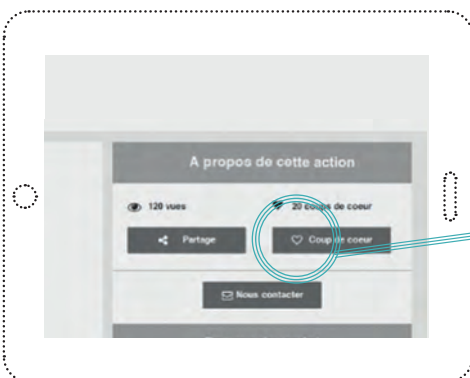 A propos de cette action
120 vues 20 coups de coeur
Partage Coup de coeur
Nous contacter